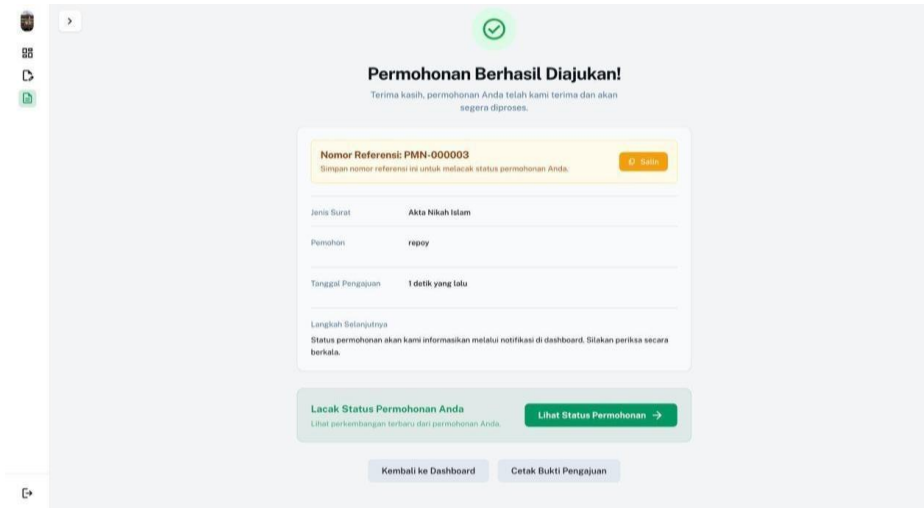 Permohonan Berhasil Diajukan!
Terima kasih, permohonan Anda telah kami terima dan akan
segera diproses.
Nomor Referensi: PMN-000003
Simpan nomor referensi ini untuk melacak status permohonan Anda.
Salin
Jenis Surat
Akta Nikah Islam
Pemohon
repoy
Tanggal Pengajuan
1 detik yang lalu
Langkah Selanjutnya
Status permohonan akan kami informasikan melalui notifikasi di dashboard. Silakan periksa secara
berkala.
Lacak Status Permohonan Anda
Lihat perkembangan terbaru dari permohonan Anda.
Lihat Status Permohonan →
Kembali ke Dashboard
Cetak Bukti Pengajuan